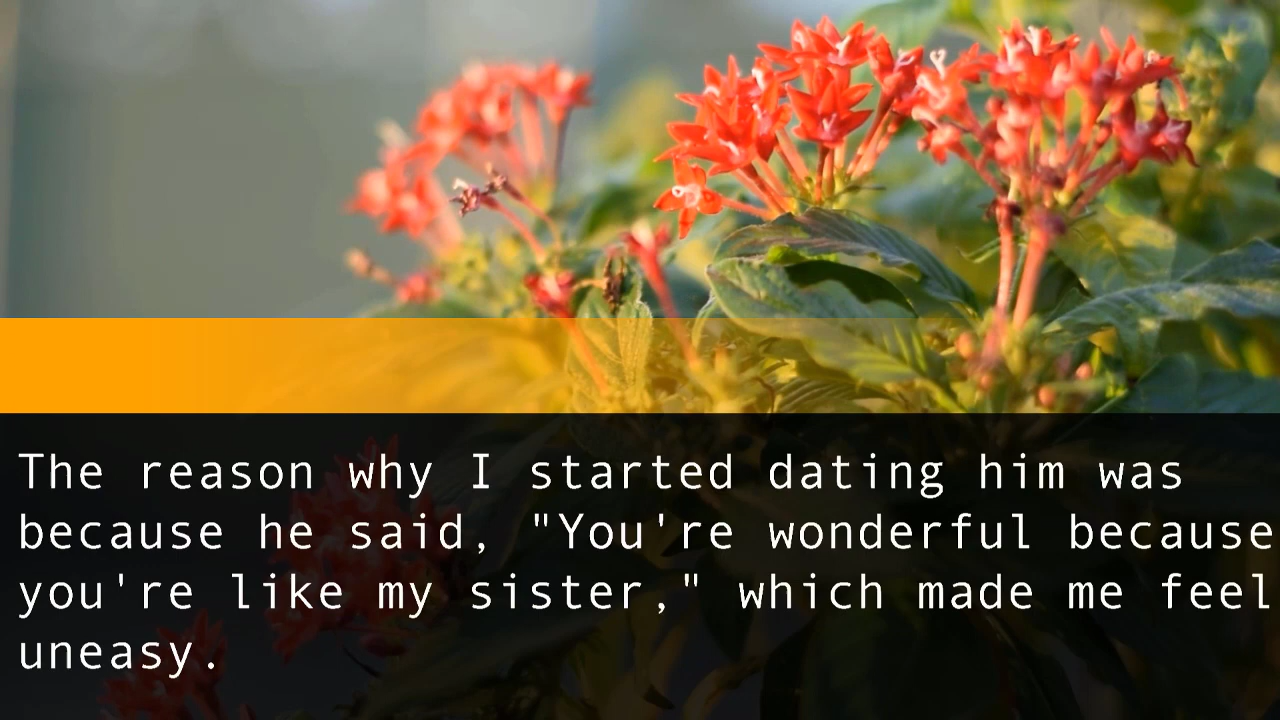 The reason why I started dating him was
because he said, "You're wonderful because
you're like my sister," which made me feel
uneasy.